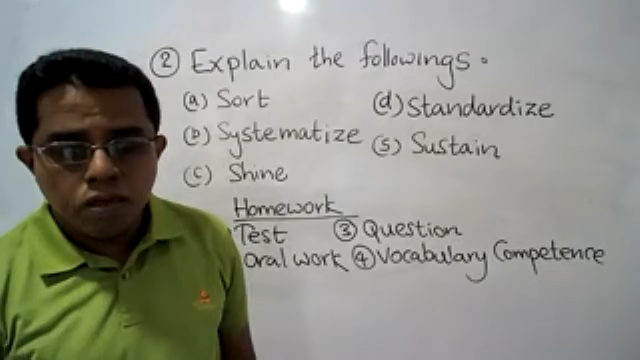 ② Explain the followings.
(a) Sort (d) Standardize
(b) Systematize (5) Sustain
(c) Shine
Homework
Test ③ Question
Oral work ④ Vocabulary Competence